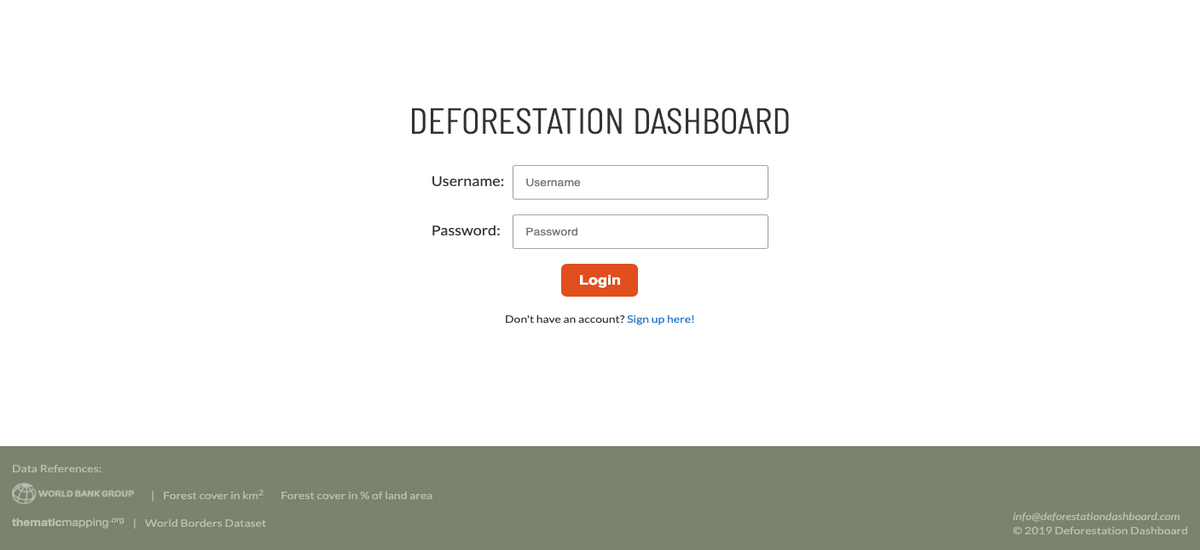 DEFORESTATION DASHBOARD
Username: Username
Password: Password
Login
Don't have an account? Sign up here!
Data References:
WORLD BANK GROUP | Forest cover in km² Forest cover in % of land area
thematicmapping.org | World Borders Dataset
info@deforestationdashboard.com
© 2019 Deforestation Dashboard